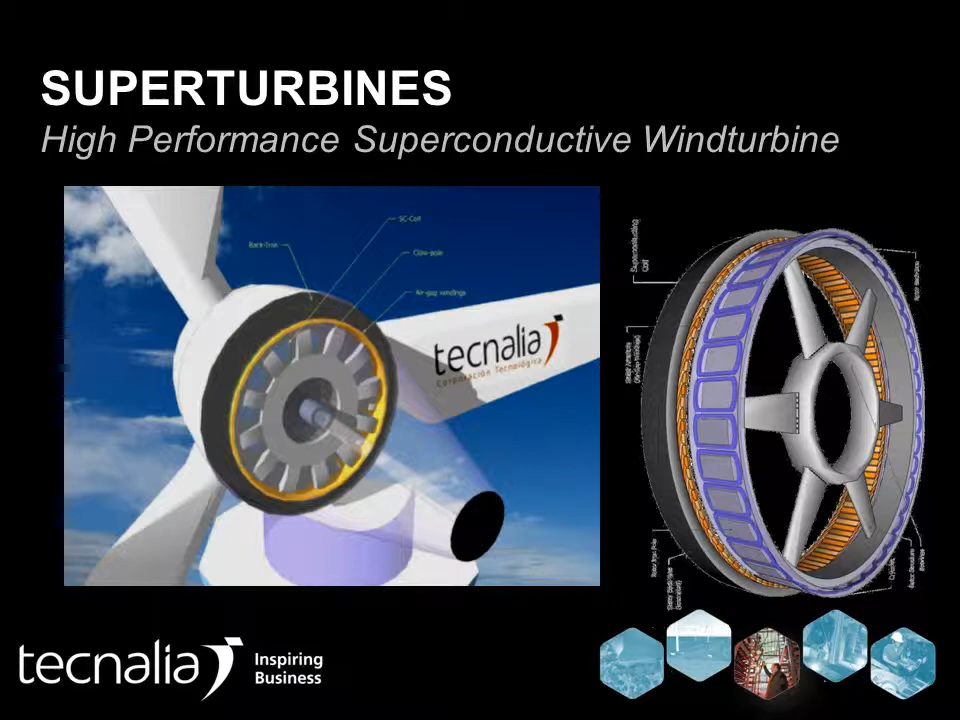 SUPERTURBINES
High Performance Superconductive Windturbine
SC-Coil
Back-Iron
Claw-pole
Air-gap windings
tecnalia
Corporación Tecnológica
Superconducting
Coil
tecnalia
Inspiring
Business